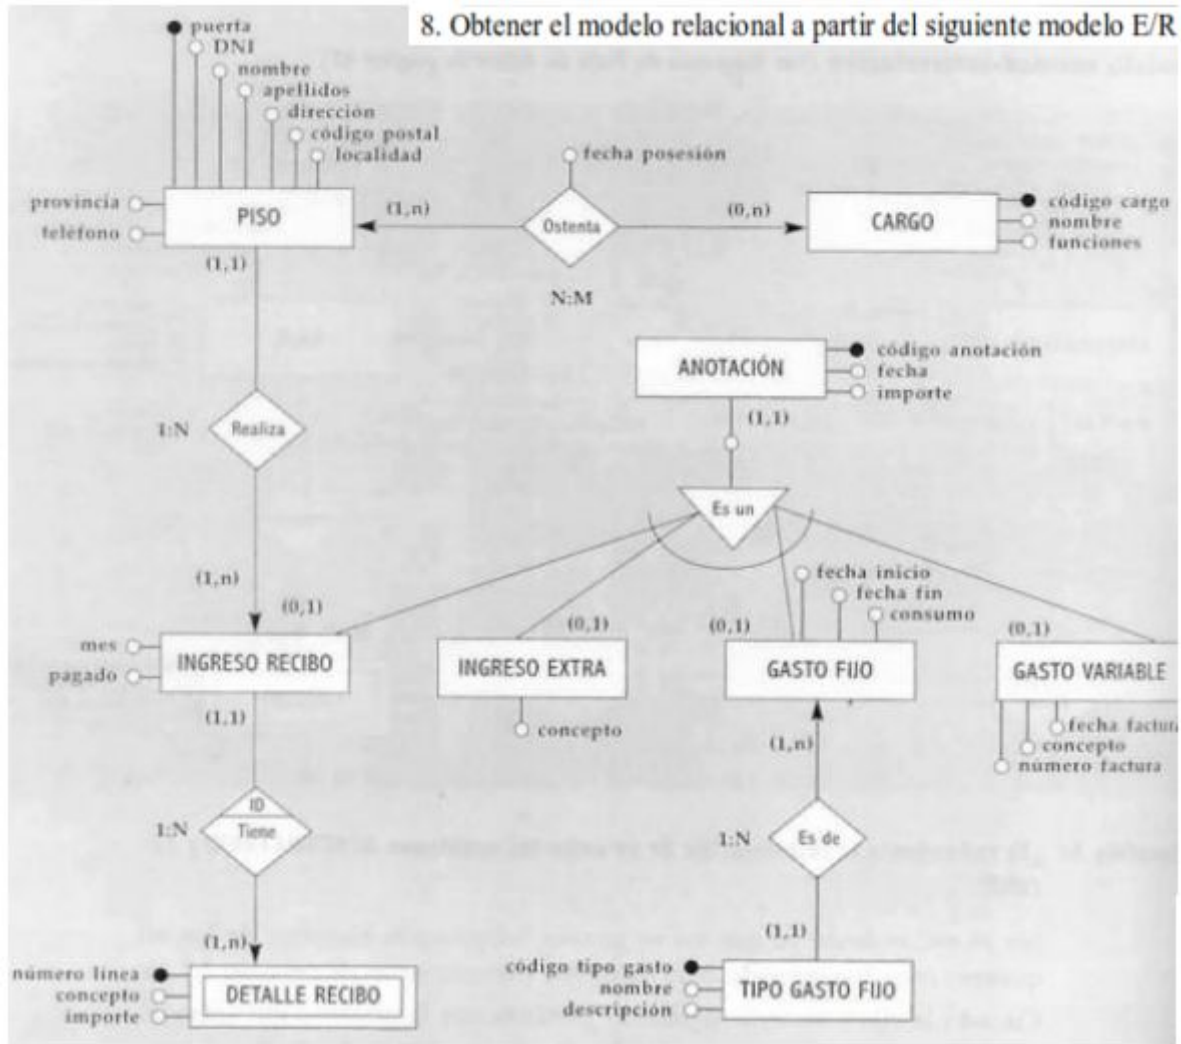 8. Obtener el modelo relacional a partir del siguiente modelo E/R
puerta
DNI
nombre
apellidos
dirección
código postal
localidad
provincia
teléfono
PISO
(1,n)
fecha posesión
Ostenta
N:M
(0,n)
CARGO
código cargo
nombre
funciones
(1,1)
1:N
Realiza
(1,n)
ANOTACIÓN
código anotación
fecha
importe
(1,1)
Es un
(0,1)
mes
pagado
INGRESO RECIBO
(0,1)
INGRESO EXTRA
concepto
fecha inicio
fecha fin
consumo
(0,1)
GASTO FIJO
(0,1)
GASTO VARIABLE
fecha factura
concepto
número factura
(1,1)
1:N
ID
Tiene
(1,n)
número línea
concepto
importe
DETALLE RECIBO
(1,n)
1:N
Es de
(1,1)
código tipo gasto
nombre
descripción
TIPO GASTO FIJO